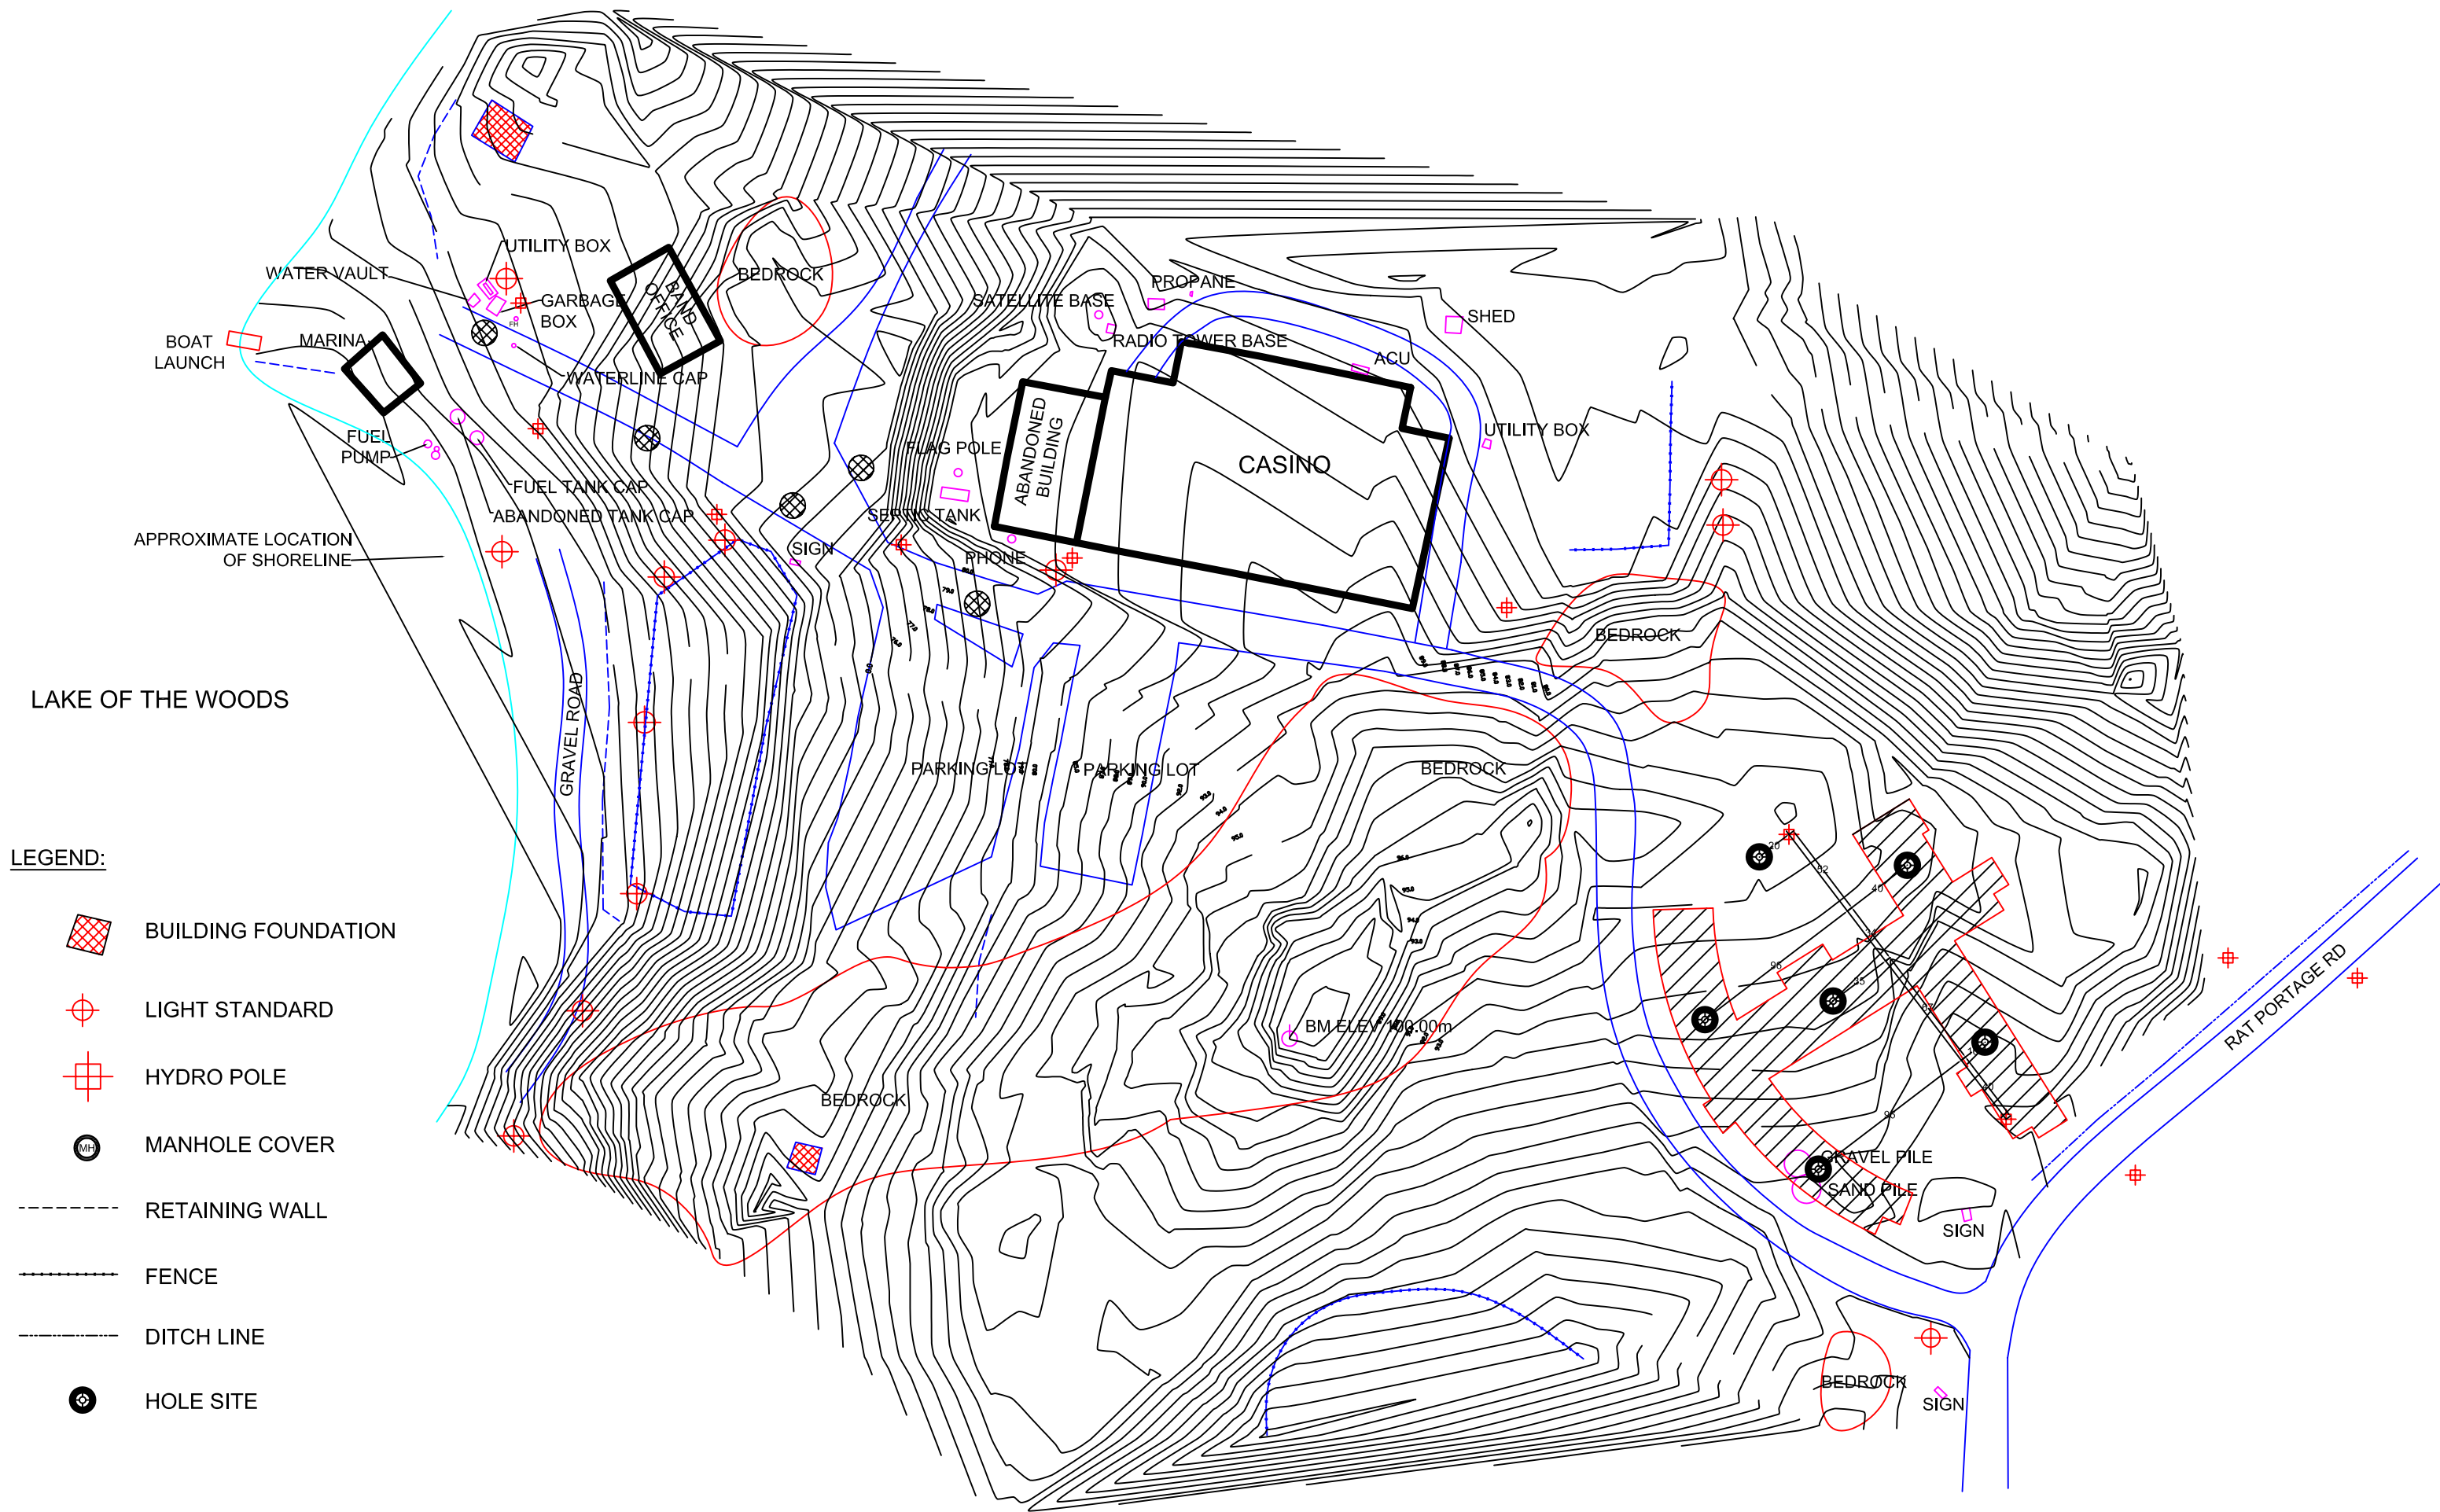 UTILITY BOX
WATER VAULT
GARBAGE
BOX
FH
BAND
OFFICE
BEDROCK
BOAT
LAUNCH
MARINA
WATERLINE CAP
FUEL
PUMP
FUEL TANK CAP
ABANDONED TANK CAP
APPROXIMATE LOCATION
OF SHORELINE
SATELLITE BASE
PROPANE
RADIO TOWER BASE
SHED
ACU
UTILITY BOX
FLAG POLE
ABANDONED
BUILDING
CASINO
SEPTIC TANK
SIGN
PHONE
BEDROCK
LAKE OF THE WOODS
GRAVEL ROAD
PARKING LOT
PARKING LOT
BEDROCK
BM ELEV 100.00m
BEDROCK
RAT PORTAGE RD
GRAVEL PILE
SAND PILE
SIGN
BEDROCK
SIGN
LEGEND:
BUILDING FOUNDATION
LIGHT STANDARD
HYDRO POLE
MH
MANHOLE COVER
RETAINING WALL
FENCE
DITCH LINE
HOLE SITE